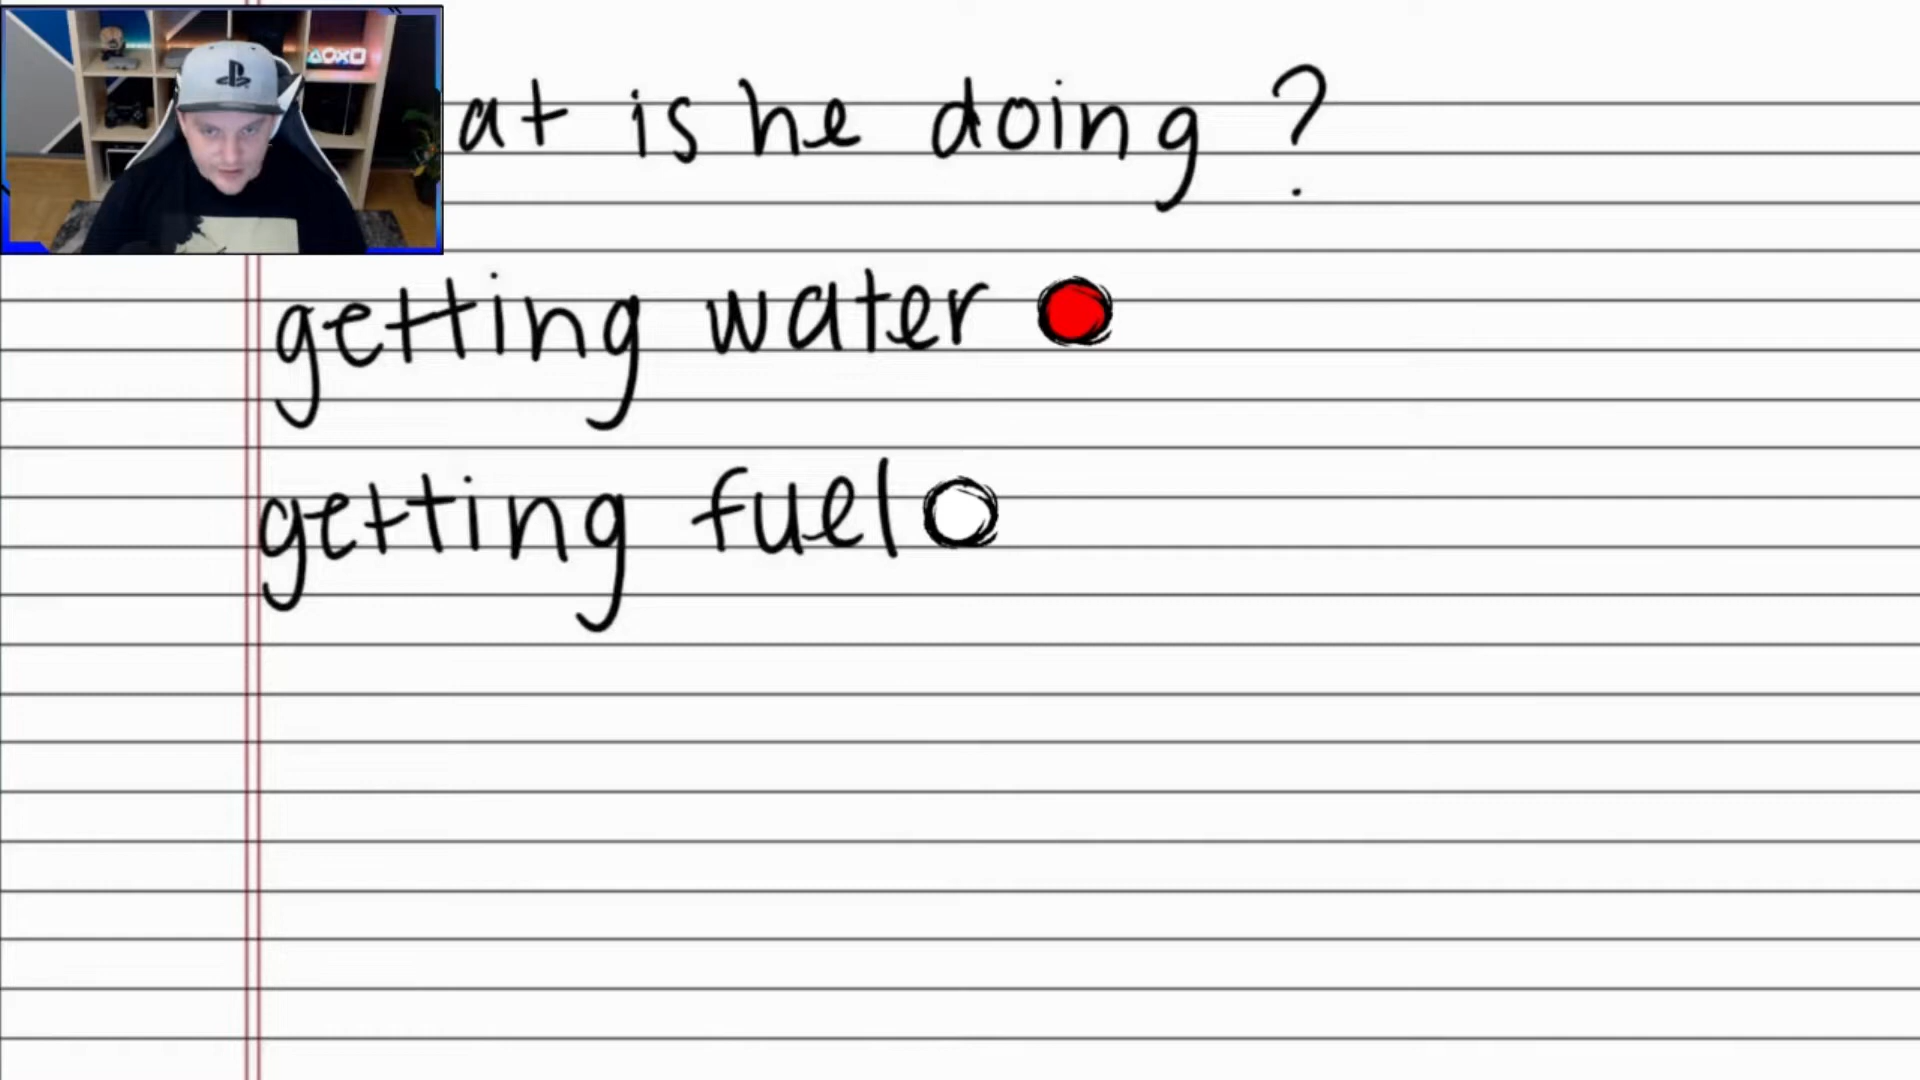 at is he doing ?
getting water
getting fuel